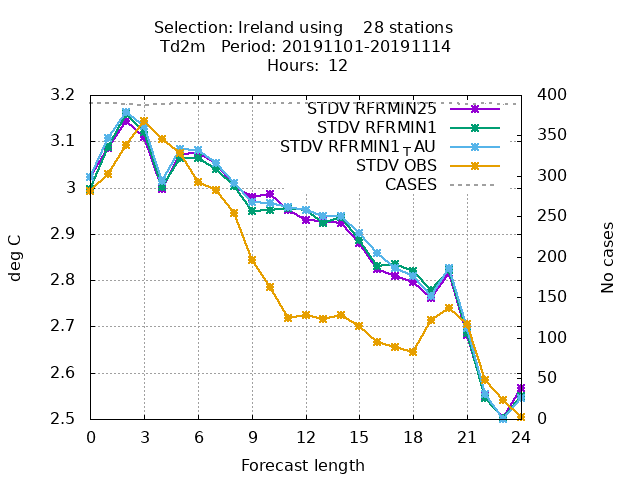 Selection: Ireland using    28 stations
Td2m   Period: 20191101-20191114
Hours:  12
STDV RFRMIN25
STDV RFRMIN1
STDV RFRMIN1┬AU
STDV OBS
CASES
deg C
3.2
3.1
3
2.9
2.8
2.7
2.6
2.5
400
350
300
250
200
150
100
50
0
No cases
0 3 6 9 12 15 18 21 24
Forecast length